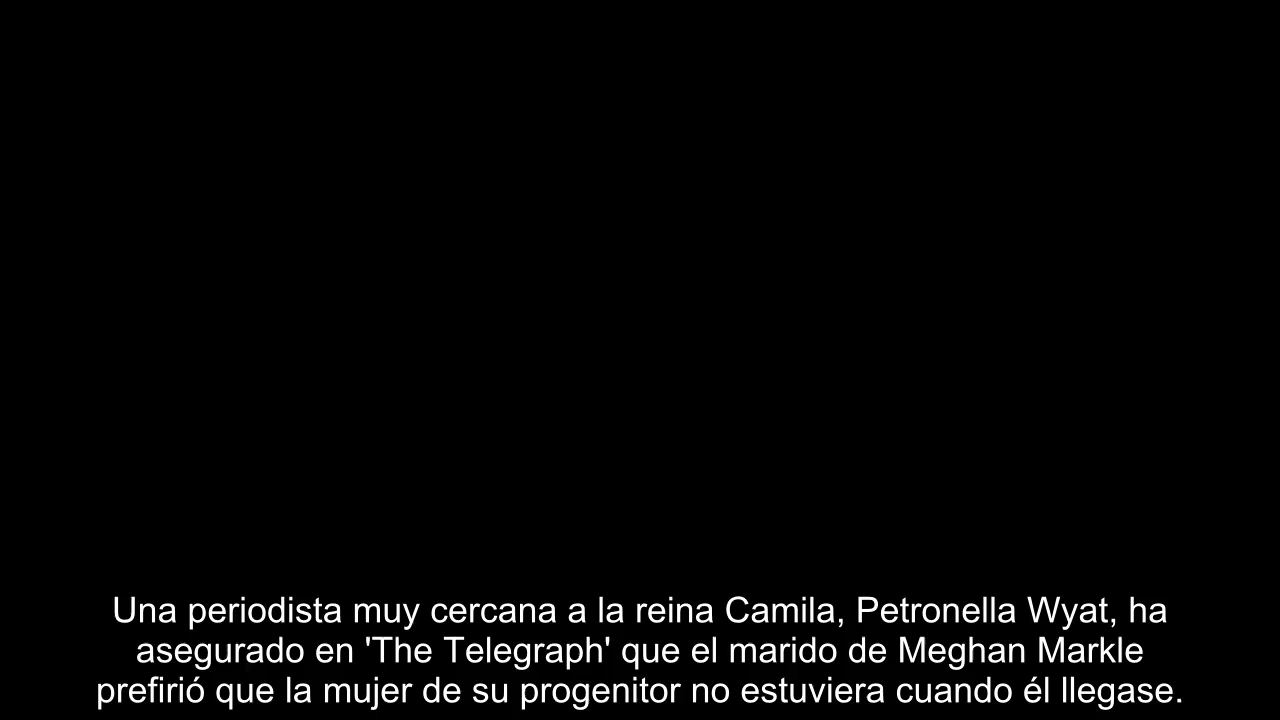 Una periodista muy cercana a la reina Camila, Petronella Wyat, ha
asegurado en 'The Telegraph' que el marido de Meghan Markle
prefirió que la mujer de su progenitor no estuviera cuando él llegase.